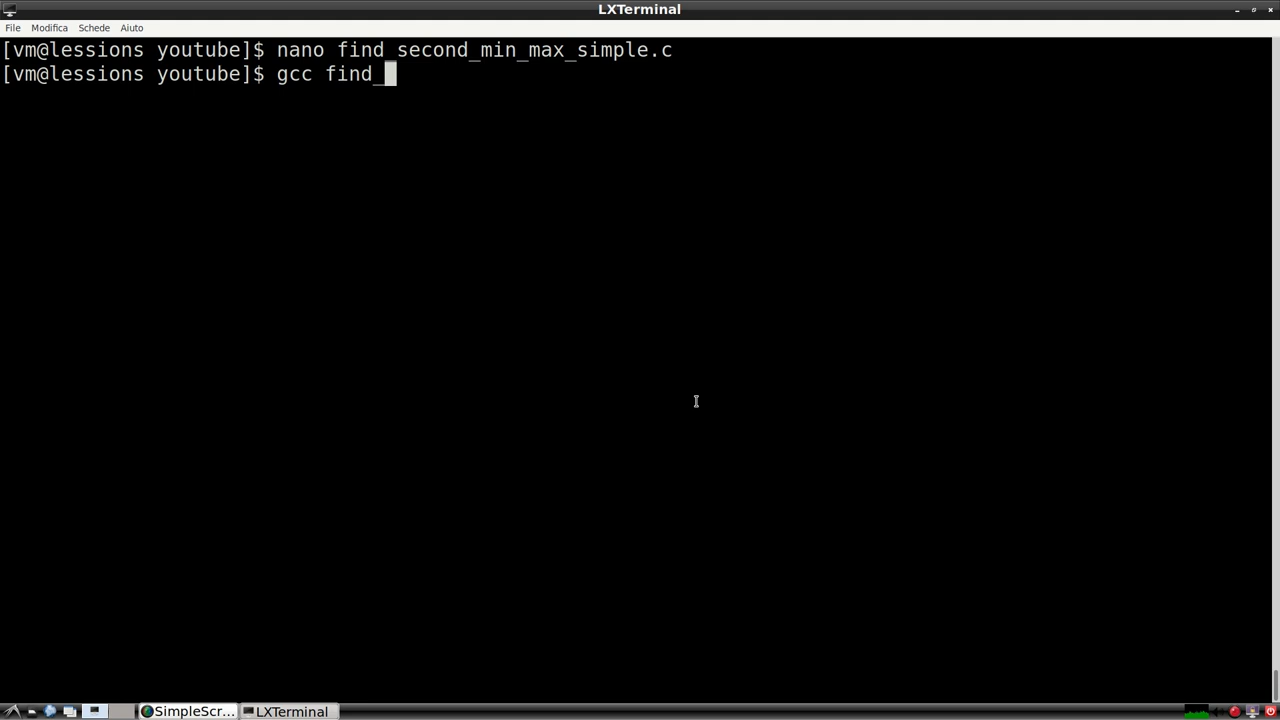 LXTerminal
File Modifica Schede Aiuto
[vm@lessions youtube]$ nano find_second_min_max_simple.c
[vm@lessions youtube]$ gcc find_
SimpleScr... LXTerminal